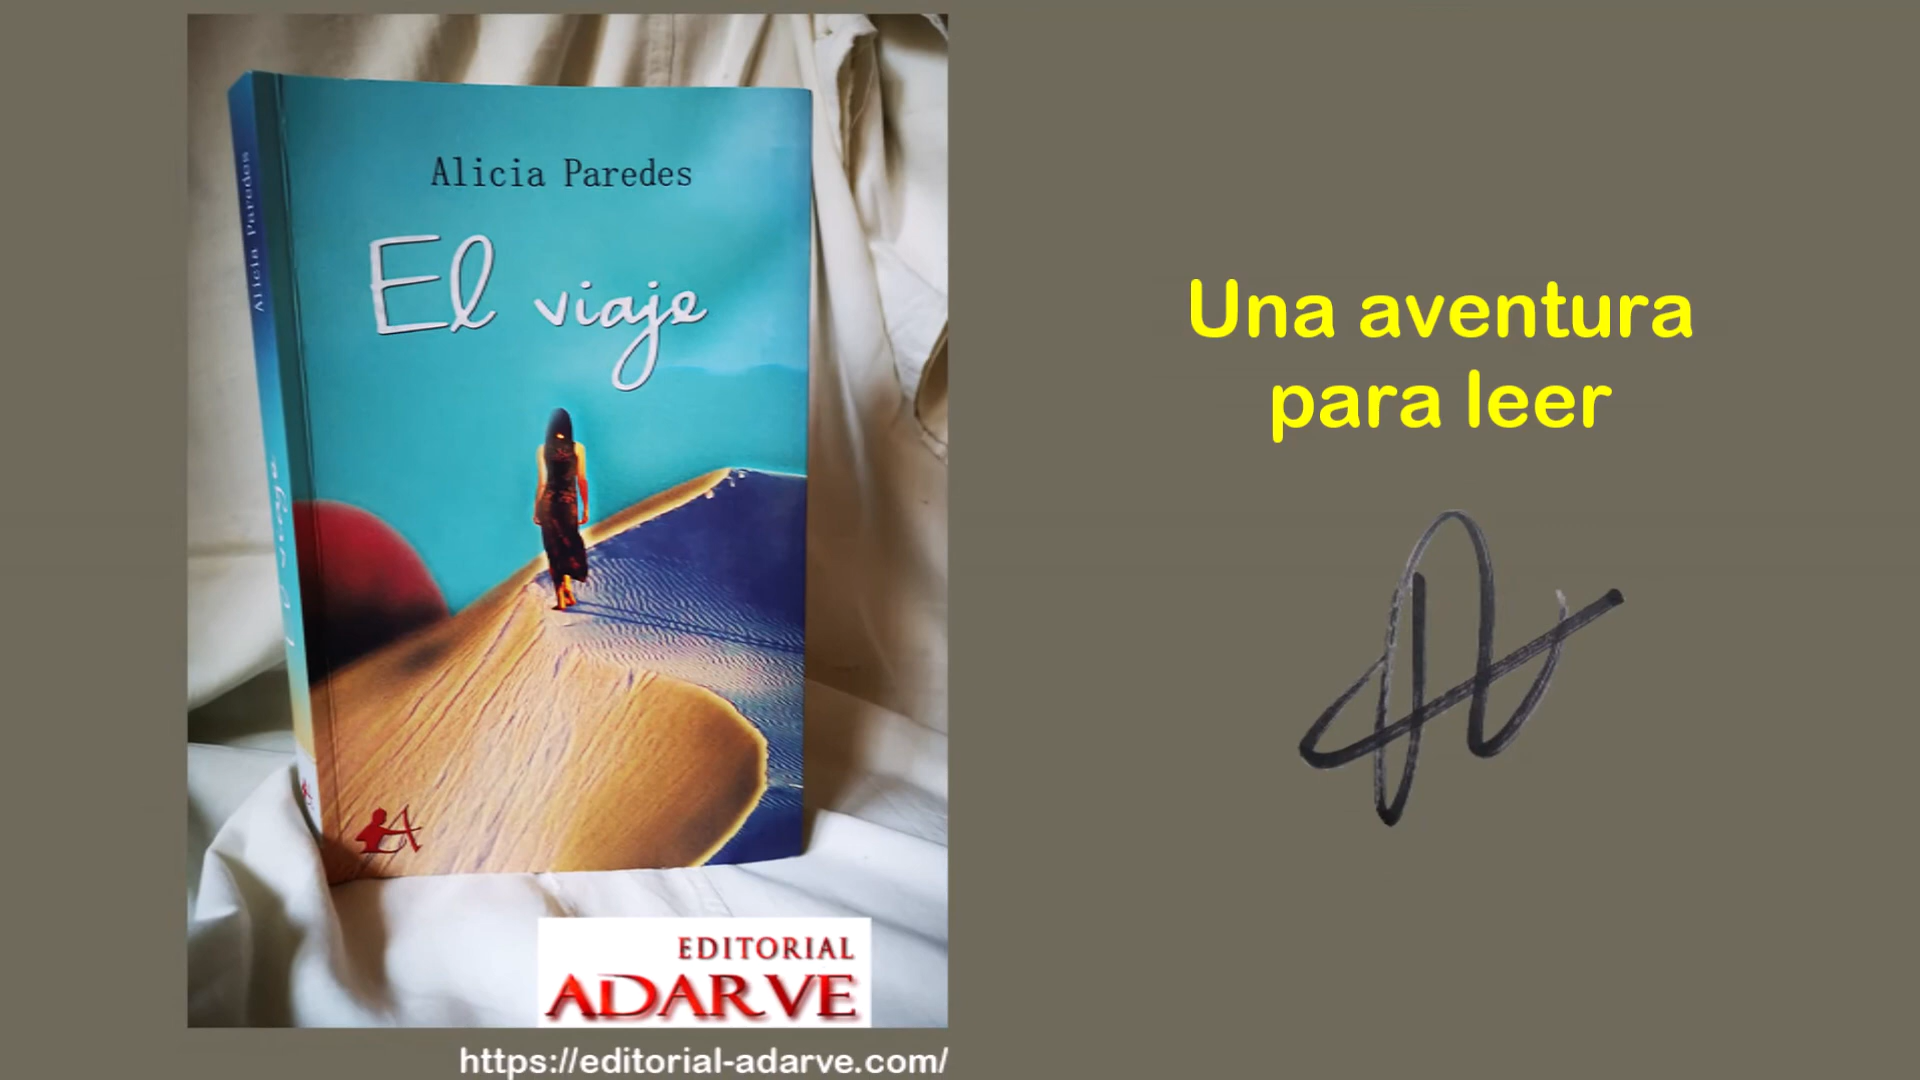 Alicia Paredes
El viaje
Alicia Paredes
El viaje
EDITORIAL
ADARVE
https://editorial-adarve.com/
Una aventura
para leer